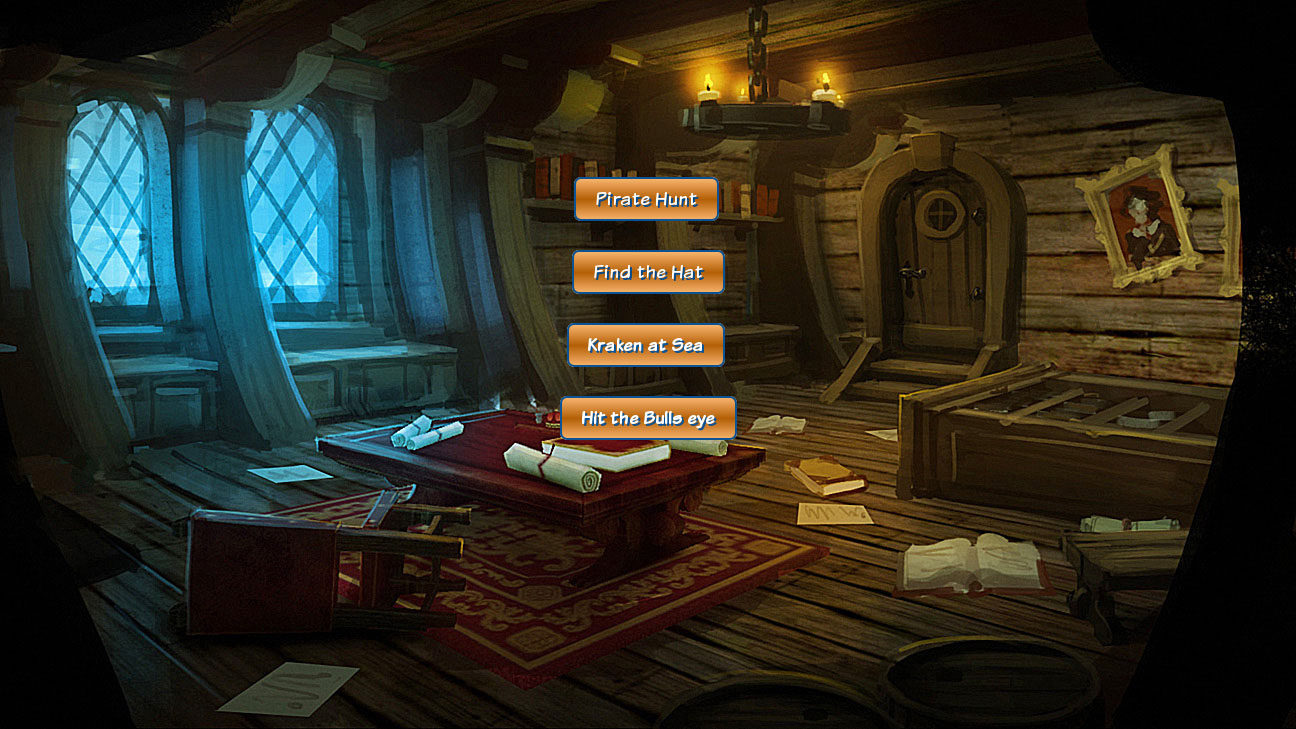 Pirate Hunt
Find the Hat
Kraken at Sea
Hit the Bulls eye